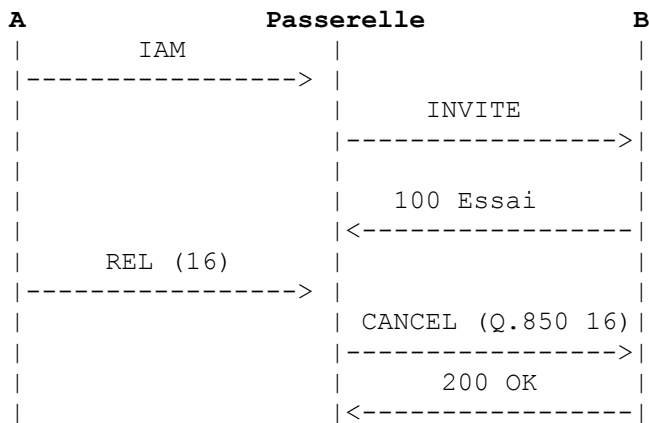 A Passerelle B
IAM
INVITE
100 Essai
REL (16)
CANCEL (Q.850 16)
200 OK